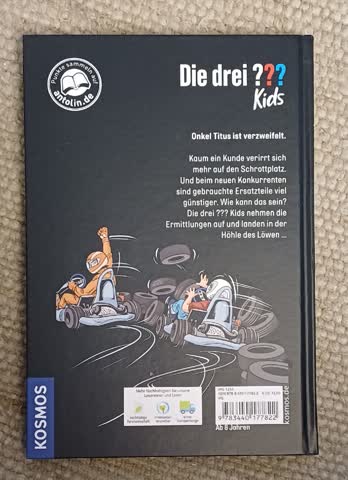 Punkte sammeln auf
antolin.de
Die drei ???
Kids
Onkel Titus ist verzweifelt.
Kaum ein Kunde verirrt sich
mehr auf den Schrottplatz.
Und beim neuen Konkurrenten
sind gebrauchte Ersatzteile viel
günstiger. Wie kann das sein?
Die drei ??? Kids nehmen die
Ermittlungen auf und landen in der
Höhle des Löwen ...
KOSMOS
9783440177822
kosmos.de
Ab 8 Jahren